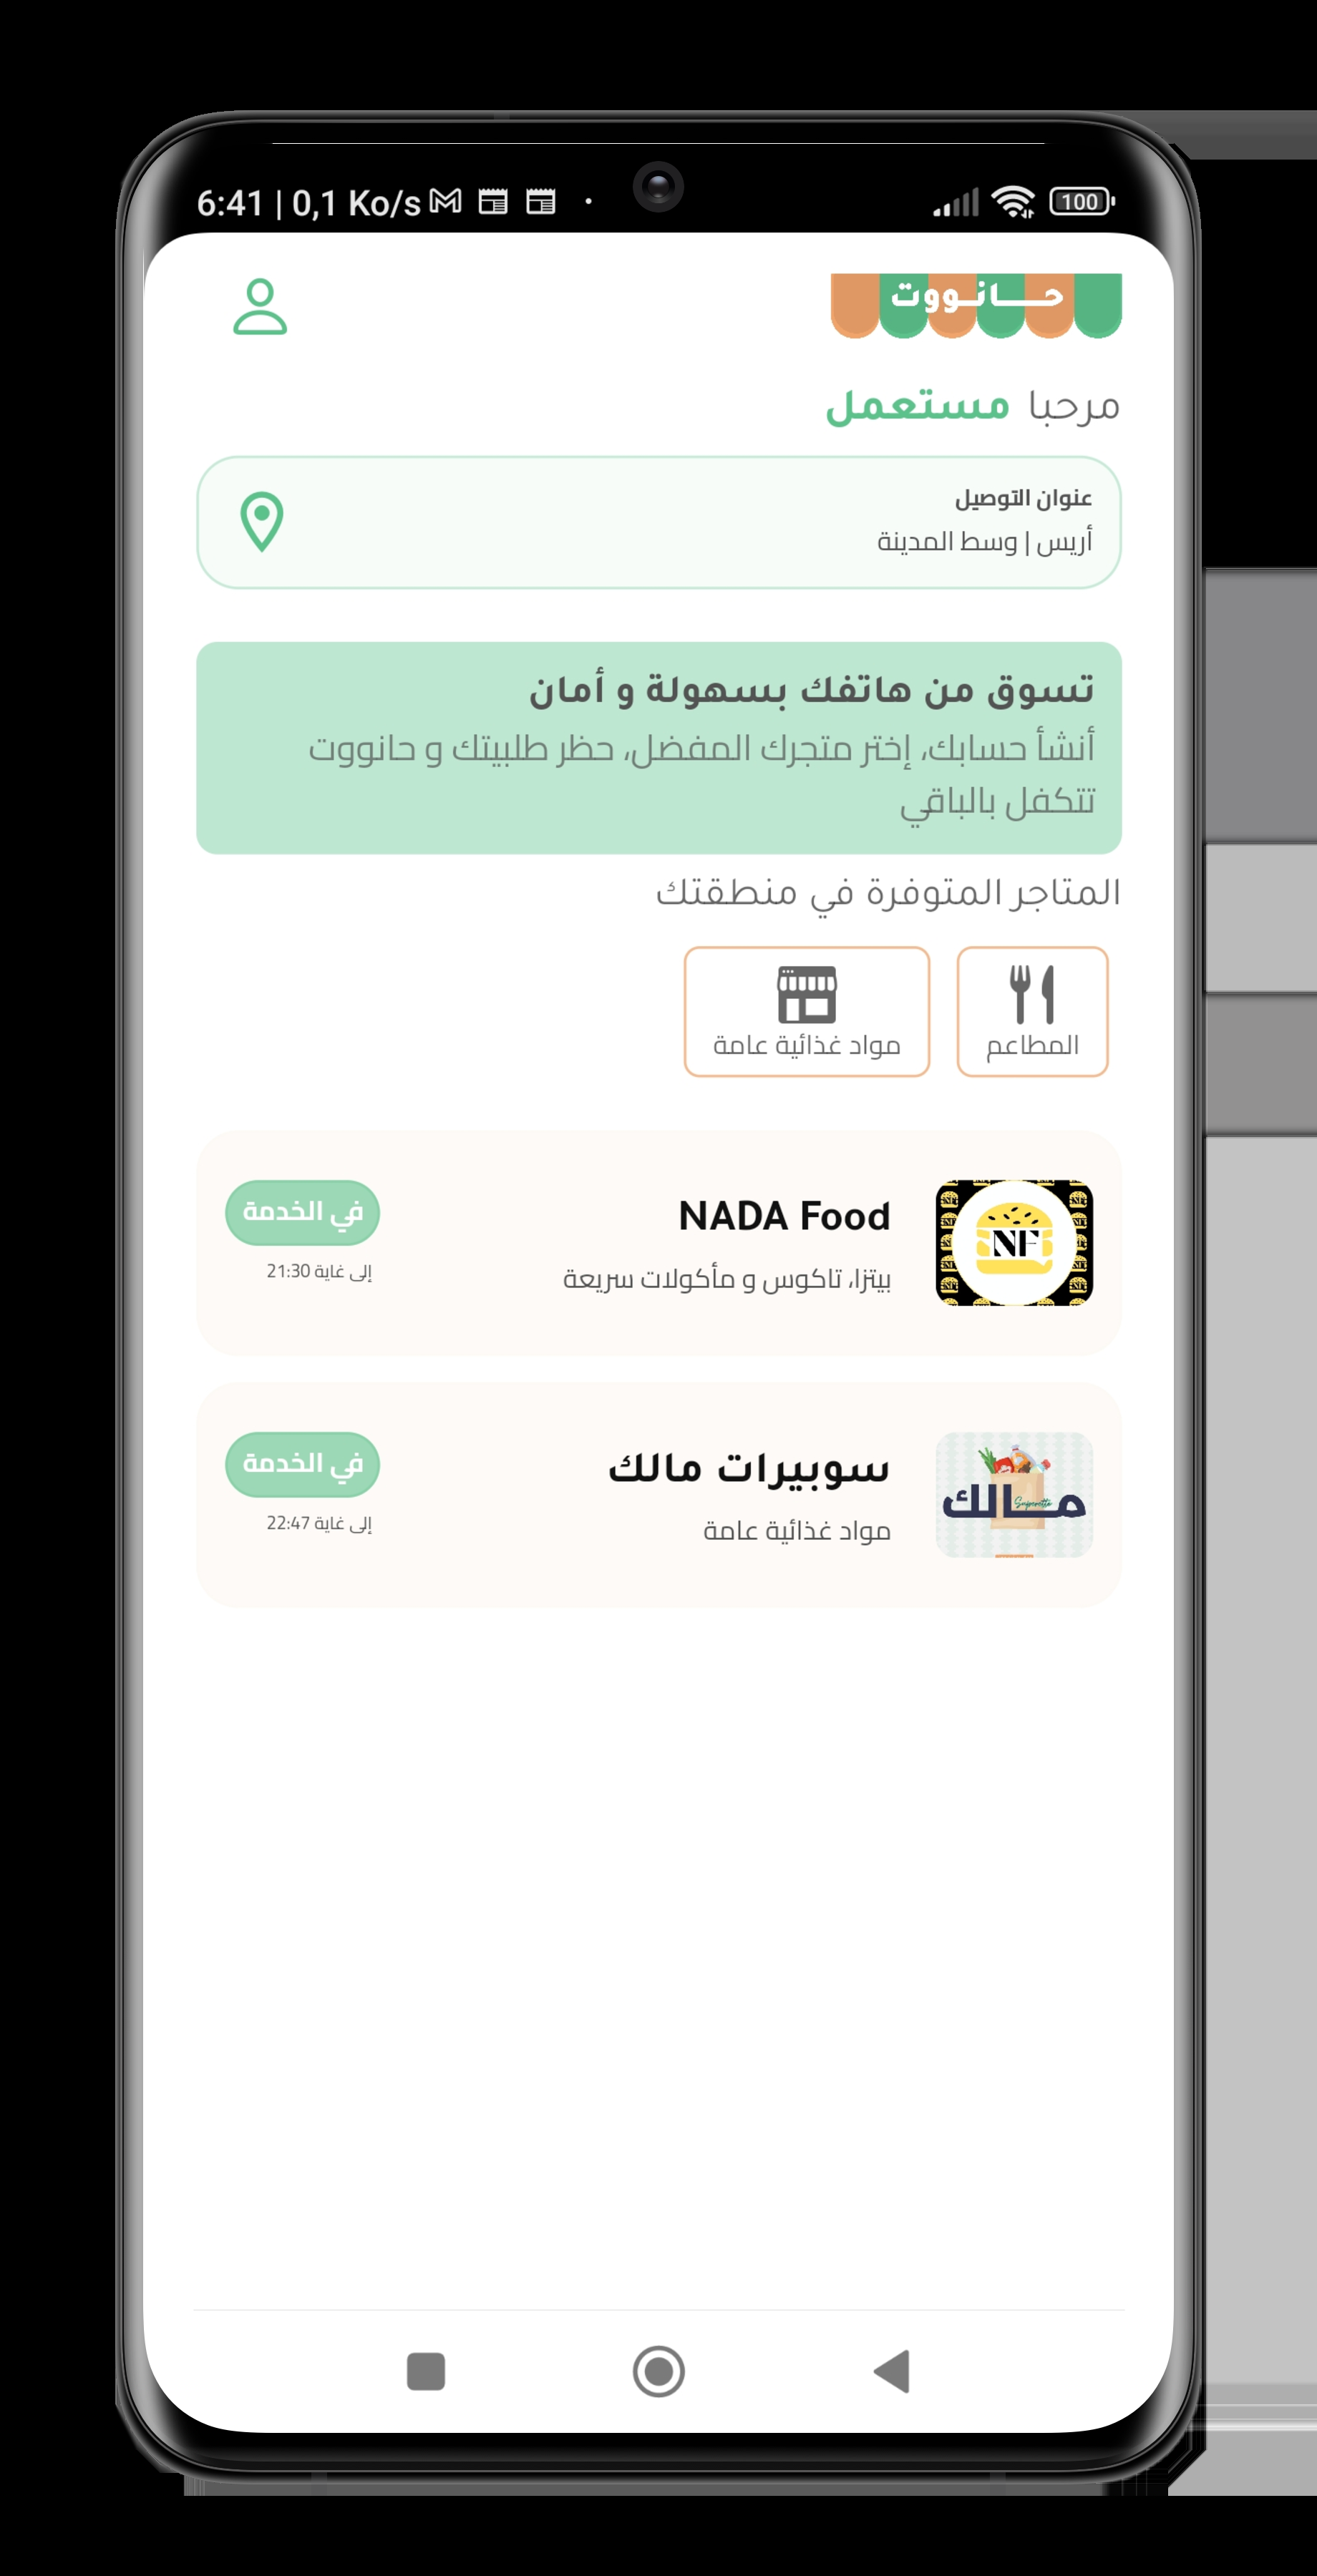 6:41 | 0,1 Ko/s
100
حـــانــووت
مرحبا مستعمل
عنوان التوصيل
أريس | وسط المدينة
تسوق من هاتفك بسهولة و أمان
أنشأ حسابك، إختر متجرك المفضل، حظر طلبيتك و حانووت
تتكفل بالباقي
المتاجر المتوفرة في منطقتك
المطاعم
مواد غذائية عامة
NF
NADA Food
بيتزا، تاكوس و مأكولات سريعة
في الخدمة
إلى غاية 21:30
مــالك
Superette
سوبيرات مالك
مواد غذائية عامة
في الخدمة
إلى غاية 22:47